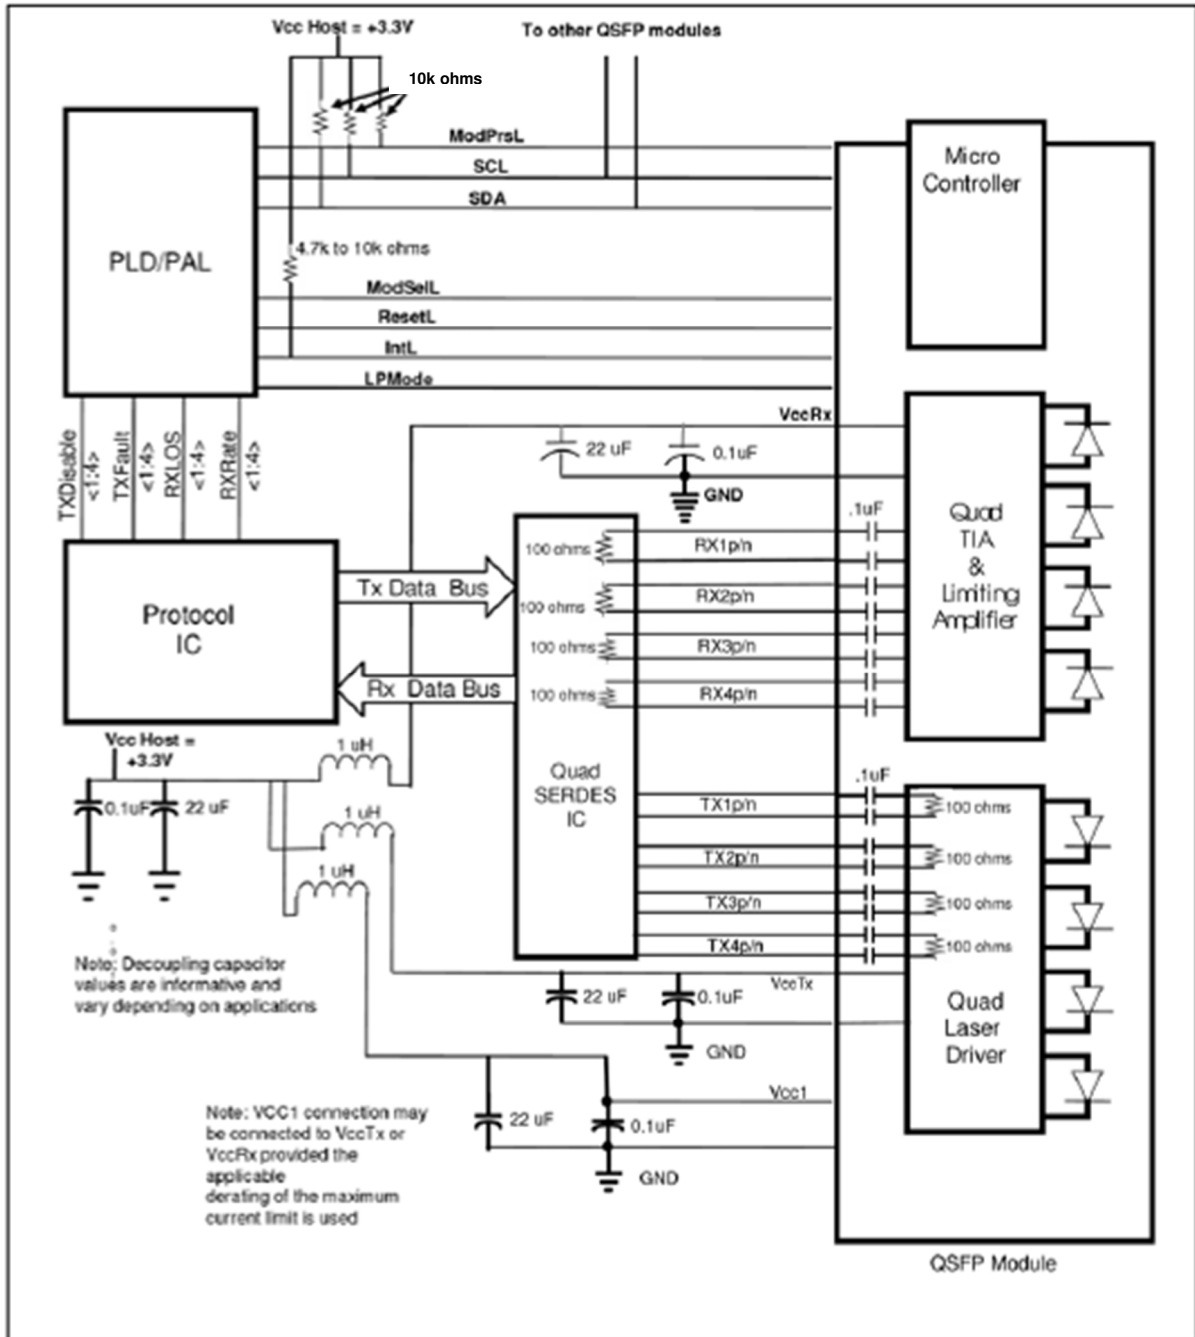 Vcc Host = +3.3V
To other QSFP modules
10k ohms
ModPrsL
SCL
SDA
4.7k to 10k ohms
ModSelL
ResetL
IntL
LPMode
PLD/PAL
Micro
Controller
TXDisable
<1:4>
TXFault
<1:4>
RXLOS
<1:4>
RXRate
<1:4>
VccRx
22 uF
0.1uF
GND
.1uF
Quad
TIA
&
Limiting
Amplifier
100 ohms
RX1p/n
100 ohms
RX2p/n
100 ohms
RX3p/n
100 ohms
RX4p/n
Tx Data Bus
Protocol
IC
Rx Data Bus
Vcc Host =
+3.3V
0.1uF
22 uF
1 uH
1 uH
1 uH
Quad
SERDES
IC
.1uF
TX1p/n
100 ohms
TX2p/n
100 ohms
TX3p/n
100 ohms
TX4p/n
100 ohms
Note: Decoupling capacitor
values are informative and
vary depending on applications
22 uF
0.1uF
VccTx
GND
Quad
Laser
Driver
Vcc1
22 uF
0.1uF
GND
Note: VCC1 connection may
be connected to VccTx or
VccRx provided the
applicable
derating of the maximum
current limit is used
QSFP Module